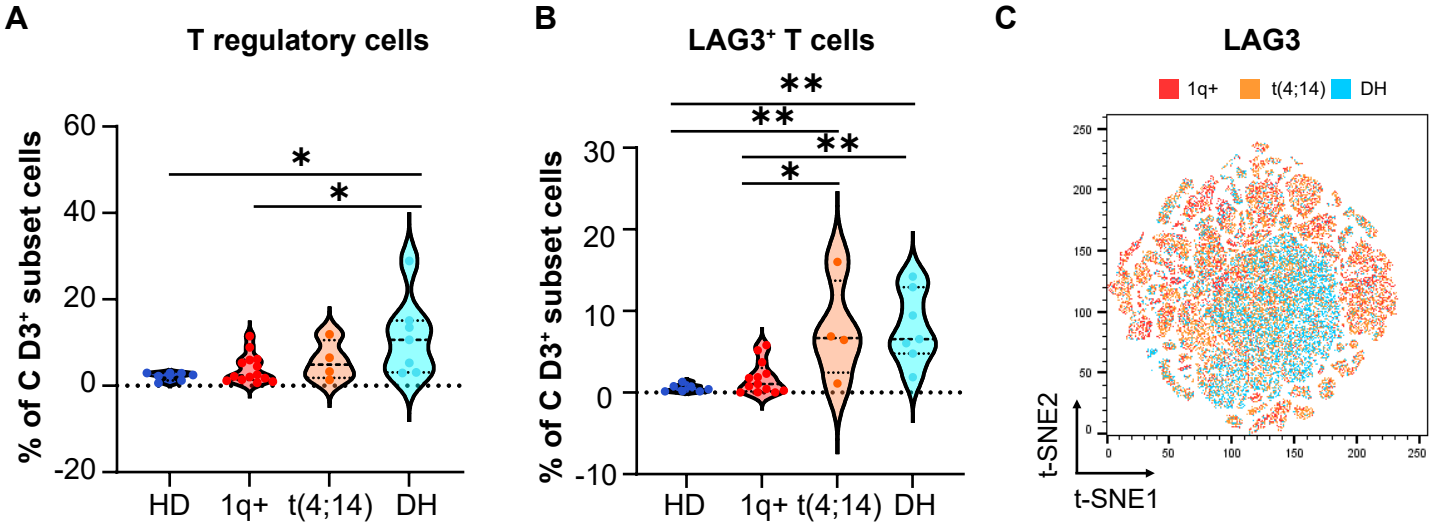 A
T regulatory cells
% of C D3⁺ subset cells
60
40
20
0
-20
*
*
HD 1q+ t(4;14) DH
B
LAG3⁺ T cells
% of C D3⁺ subset cells
30
20
10
0
-10
**
**
**
*
HD 1q+ t(4;14) DH
C
LAG3
1q+ t(4;14) DH
250
200
150
100
50
0
0 50 100 150 200 250
t-SNE2
t-SNE1